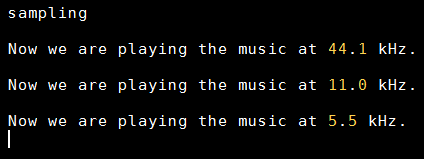 sampling
Now we are playing the music at 44.1 kHz.
Now we are playing the music at 11.0 kHz.
Now we are playing the music at 5.5 kHz.